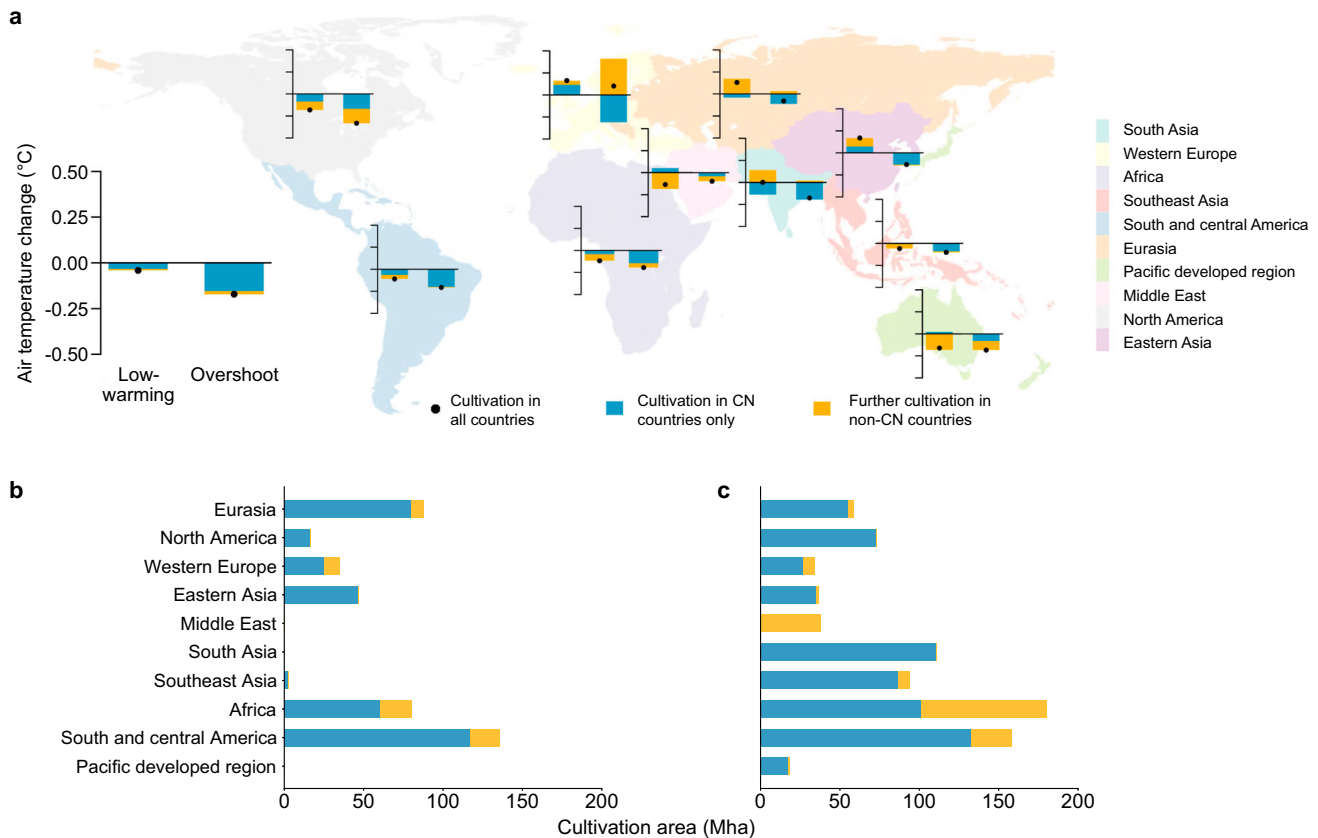 a
Air temperature change (°C)
0.50
0.25
0.00
-0.25
-0.50
Low-
warming
Overshoot
South Asia
Western Europe
Africa
Southeast Asia
South and central America
Eurasia
Pacific developed region
Middle East
North America
Eastern Asia
Cultivation in
all countries
Cultivation in CN
countries only
Further cultivation in
non-CN countries
b
Eurasia
North America
Western Europe
Eastern Asia
Middle East
South Asia
Southeast Asia
Africa
South and central America
Pacific developed region
0 50 100 150 200
c
0 50 100 150 200
Cultivation area (Mha)